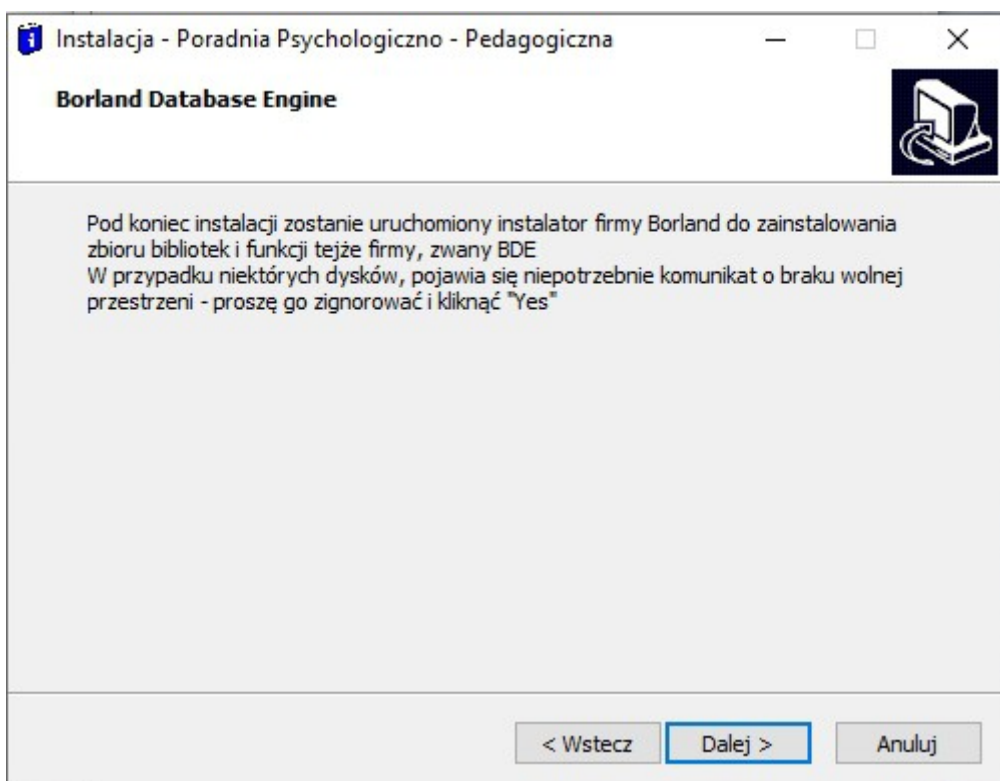 Instalacja - Poradnia Psychologiczno - Pedagogiczna
Borland Database Engine
Pod koniec instalacji zostanie uruchomiony instalator firmy Borland do zainstalowania
zbioru bibliotek i funkcji tejże firmy, zwany BDE
W przypadku niektórych dysków, pojawia się niepotrzebnie komunikat o braku wolnej
przestrzeni - proszę go zignorować i kliknąć "Yes"
< Wstecz
Dalej >
Anuluj